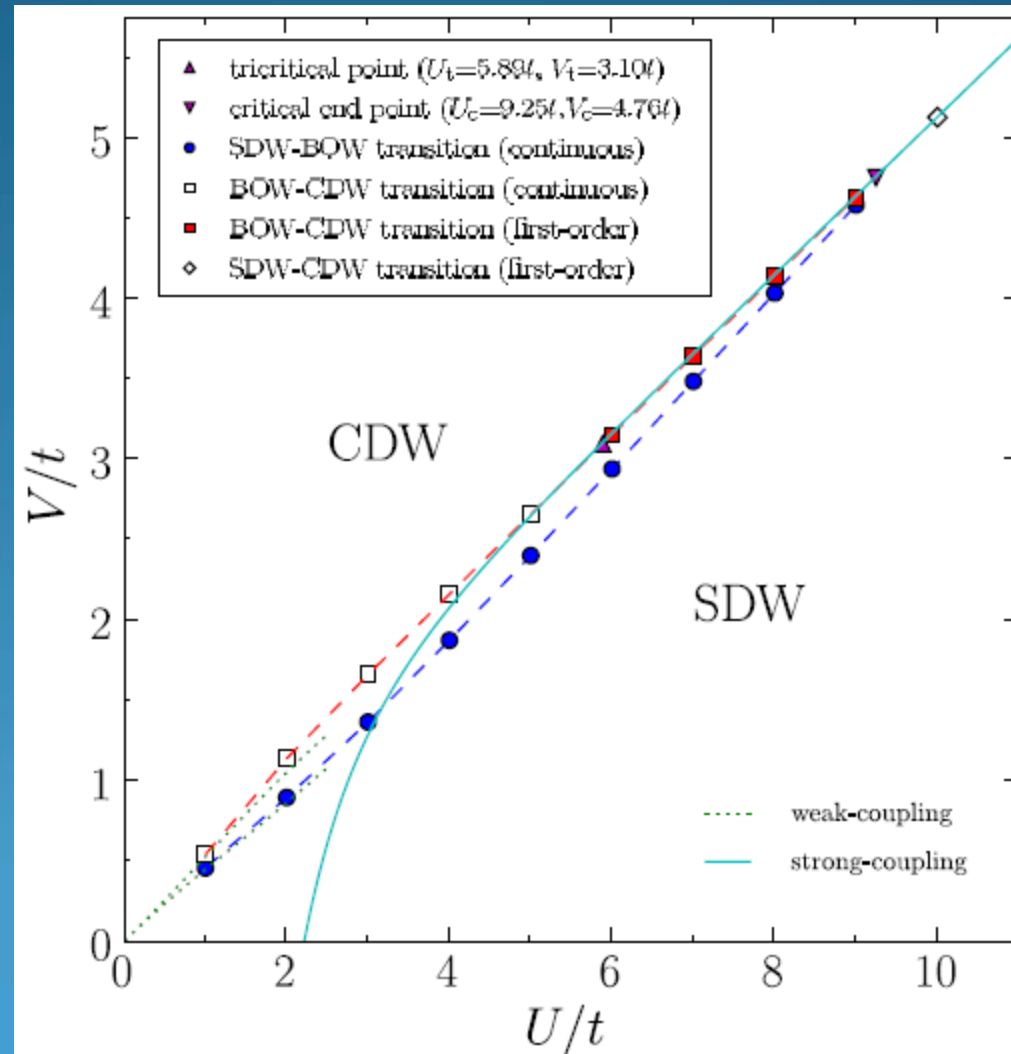 tricritical point (Ut=5.89t, Vt=3.10t)
critical end point (Uc=9.25t,Vc=4.76t)
SDW-BOW transition (continuous)
BOW-CDW transition (continuous)
BOW-CDW transition (first-order)
SDW-CDW transition (first-order)
5
4
CDW
3
V/t
SDW
2
1
weak-coupling
strong-coupling
0
0 2 4 6 8 10
U/t